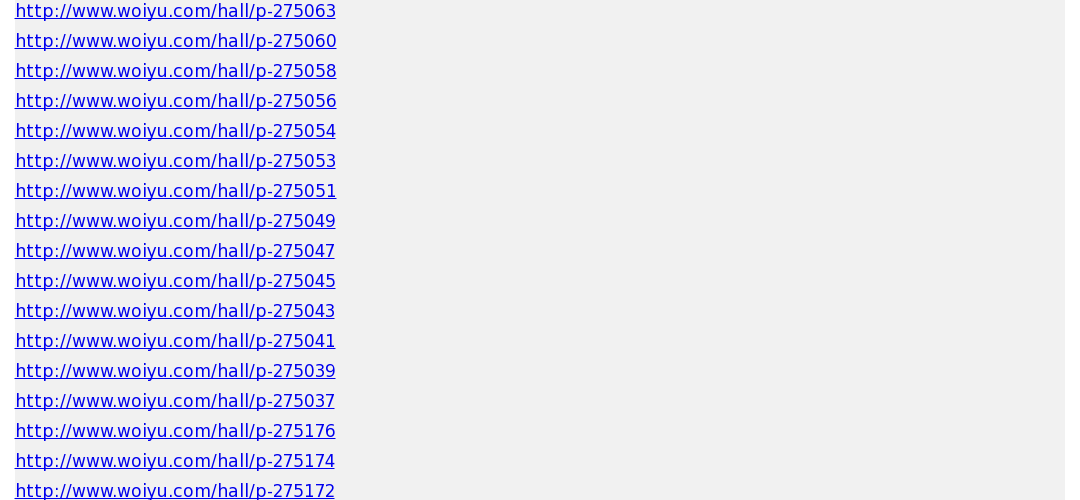 http://www.woiyu.com/hall/p-275063
http://www.woiyu.com/hall/p-275060
http://www.woiyu.com/hall/p-275058
http://www.woiyu.com/hall/p-275056
http://www.woiyu.com/hall/p-275054
http://www.woiyu.com/hall/p-275053
http://www.woiyu.com/hall/p-275051
http://www.woiyu.com/hall/p-275049
http://www.woiyu.com/hall/p-275047
http://www.woiyu.com/hall/p-275045
http://www.woiyu.com/hall/p-275043
http://www.woiyu.com/hall/p-275041
http://www.woiyu.com/hall/p-275039
http://www.woiyu.com/hall/p-275037
http://www.woiyu.com/hall/p-275176
http://www.woiyu.com/hall/p-275174
http://www.woiyu.com/hall/p-275172